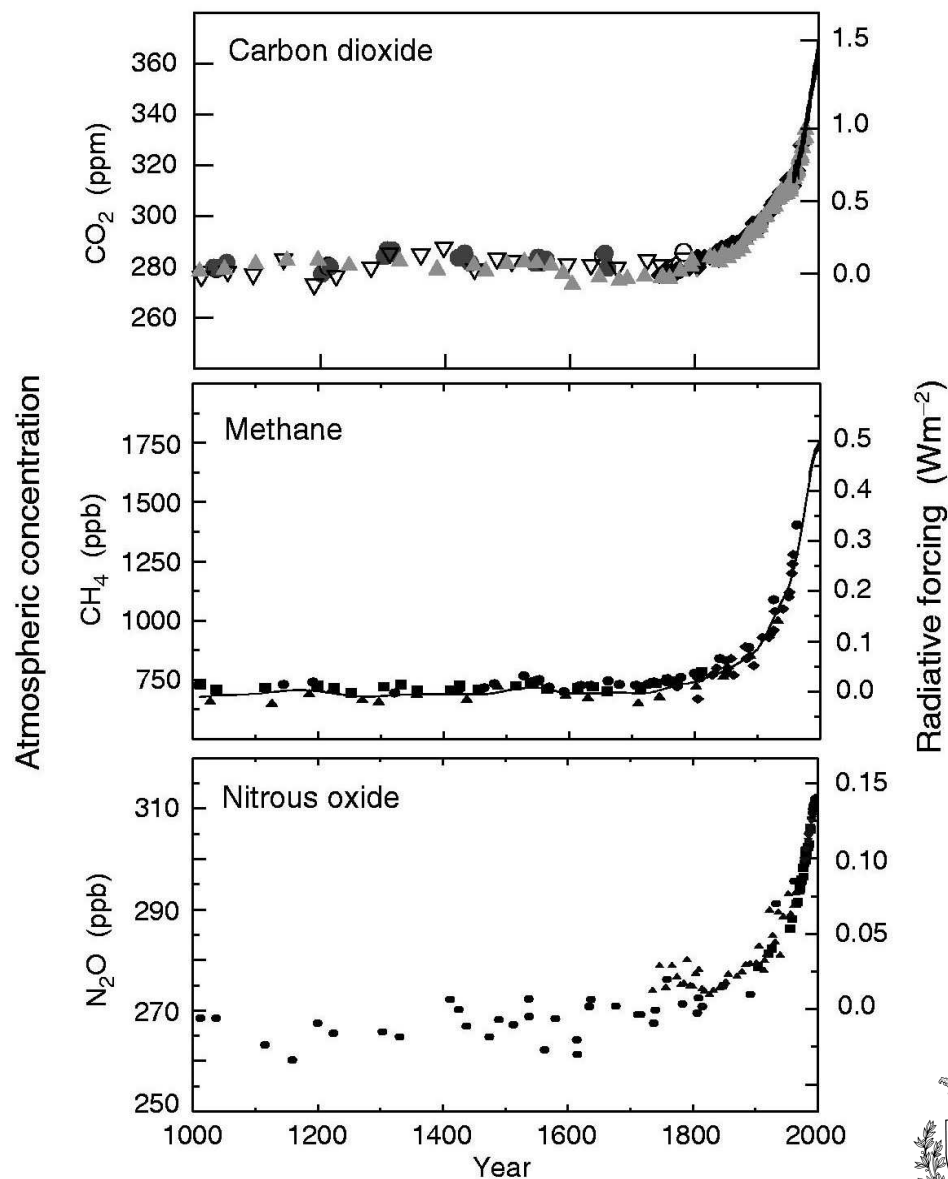 Carbon dioxide
CO₂ (ppm)
360
340
320
300
280
260
1.5
1.0
0.5
0.0
Atmospheric concentration
Radiative forcing (Wm⁻²)
Methane
CH₄ (ppb)
1750
1500
1250
1000
750
0.5
0.4
0.3
0.2
0.1
0.0
Nitrous oxide
N₂O (ppb)
310
290
270
250
0.15
0.10
0.05
0.0
1000 1200 1400 1600 1800 2000
Year